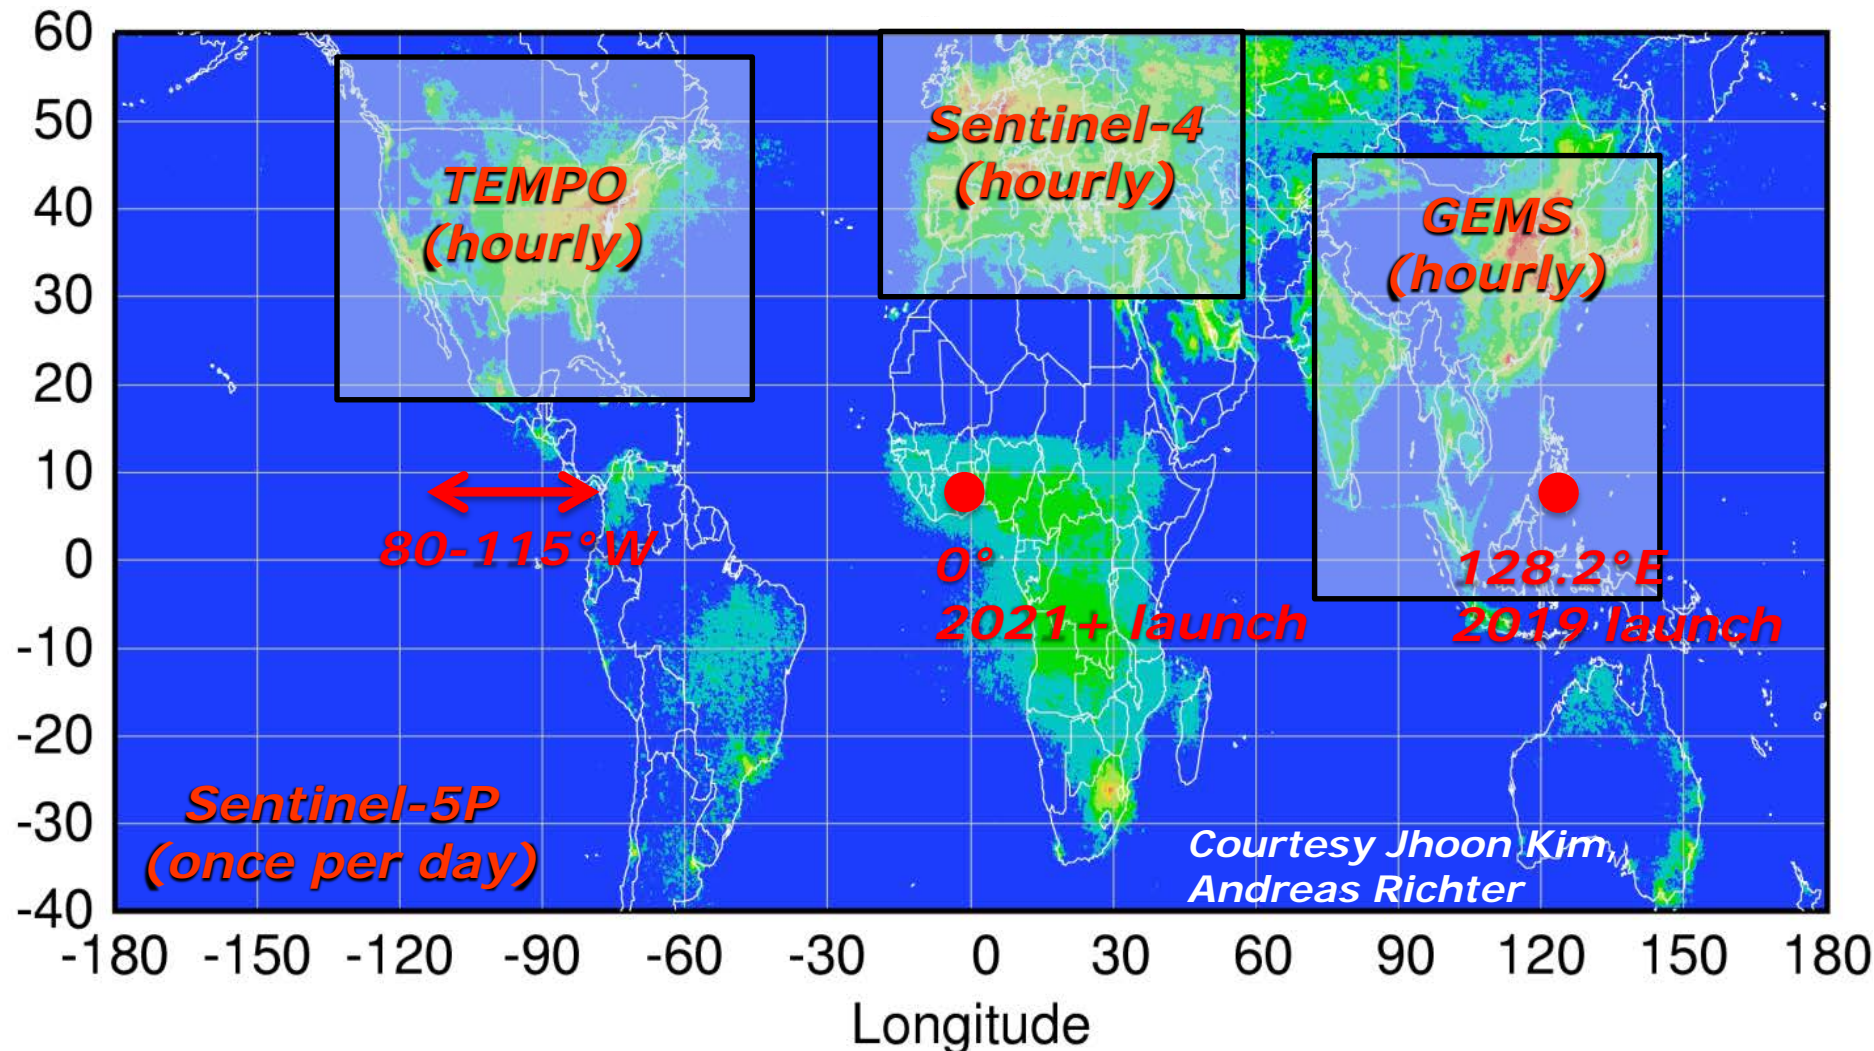 60
50
40
30
20
10
0
-10
-20
-30
-40
TEMPO
(hourly)
Sentinel-4
(hourly)
GEMS
(hourly)
80-115°W
0°
2021+ launch
128.2°E
2019 launch
Sentinel-5P
(once per day)
Courtesy Jhoon Kim,
Andreas Richter
-180 -150 -120 -90 -60 -30 0 30 60 90 120 150 180
Longitude